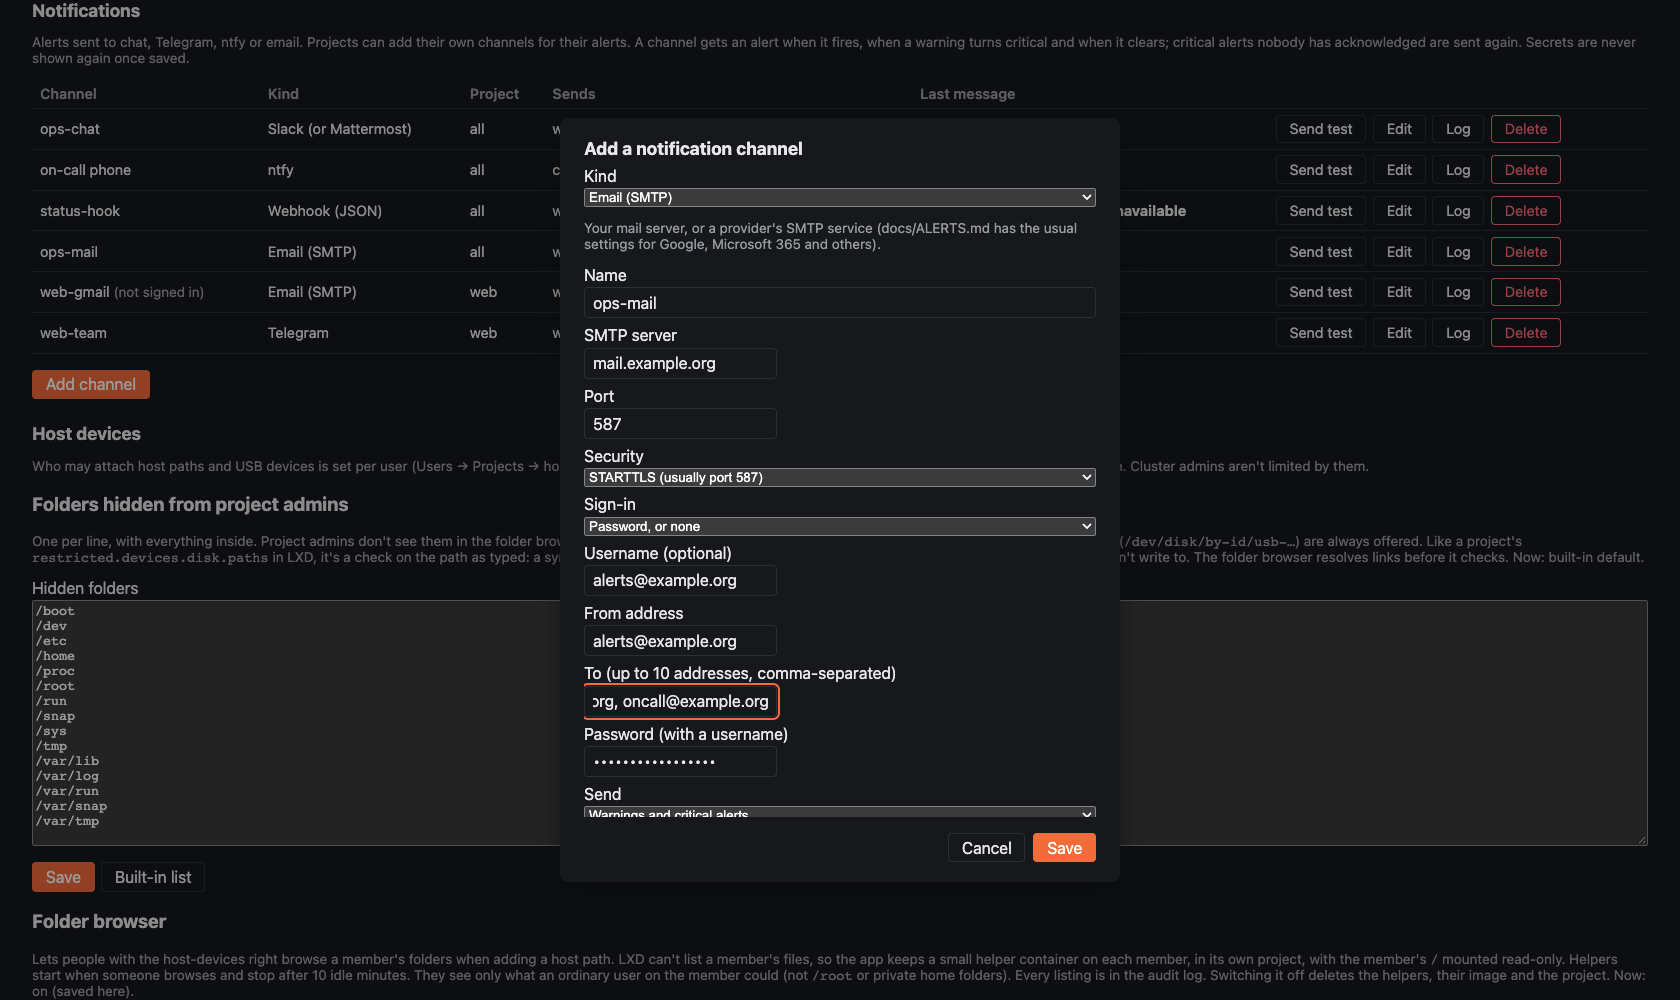 Notifications
Alerts sent to chat, Telegram, ntfy or email. Projects can add their own channels for their alerts. A channel gets an alert when it fires, when a warning turns critical and when it clears; critical alerts nobody has acknowledged are sent again. Secrets are never
shown again once saved.
Channel Kind Project Sends Last message
ops-chat Slack (or Mattermost) all w Send test Edit Log Delete
on-call phone ntfy all c Send test Edit Log Delete
status-hook Webhook (JSON) all w navailable Send test Edit Log Delete
ops-mail Email (SMTP) all w Send test Edit Log Delete
web-gmail (not signed in) Email (SMTP) web w Send test Edit Log Delete
web-team Telegram web w Send test Edit Log Delete
Add channel
Host devices
Who may attach host paths and USB devices is set per user (Users → Projects → ho
. Cluster admins aren't limited by them.
Folders hidden from project admins
One per line, with everything inside. Project admins don't see them in the folder brow
(/dev/disk/by-id/usb-…) are always offered. Like a project's
restricted.devices.disk.paths in LXD, it's a check on the path as typed: a sy
n't write to. The folder browser resolves links before it checks. Now: built-in default.
Hidden folders
/boot
/dev
/etc
/home
/proc
/root
/run
/snap
/sys
/tmp
/var/lib
/var/log
/var/run
/var/snap
/var/tmp
Save Built-in list
Folder browser
Lets people with the host-devices right browse a member's folders when adding a host path. LXD can't list a member's files, so the app keeps a small helper container on each member, in its own project, with the member's / mounted read-only. Helpers
start when someone browses and stop after 10 idle minutes. They see only what an ordinary user on the member could (not /root or private home folders). Every listing is in the audit log. Switching it off deletes the helpers, their image and the project. Now:
on (saved here).
Add a notification channel
Kind
Email (SMTP)
Your mail server, or a provider's SMTP service (docs/ALERTS.md has the usual
settings for Google, Microsoft 365 and others).
Name
ops-mail
SMTP server
mail.example.org
Port
587
Security
STARTTLS (usually port 587)
Sign-in
Password, or none
Username (optional)
alerts@example.org
From address
alerts@example.org
To (up to 10 addresses, comma-separated)
org, oncall@example.org
Password (with a username)
•••••••••••••••••
Send
Warnings and critical alerts
Cancel Save